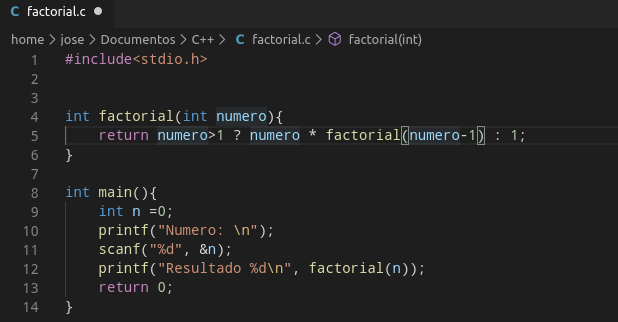 C factorial.c ●
home > jose > Documentos > C++ > C factorial.c > factorial(int)
1 #include<stdio.h>
2
3
4 int factorial(int numero){
5     return numero>1 ? numero * factorial(numero-1) : 1;
6 }
7
8 int main(){
9     int n =0;
10     printf("Numero: \n");
11     scanf("%d", &n);
12     printf("Resultado %d\n", factorial(n));
13     return 0;
14 }